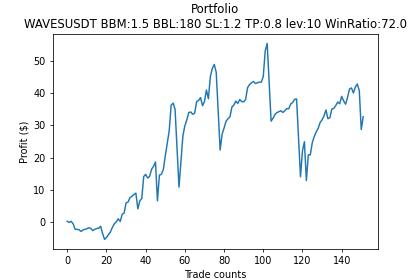 Portfolio
WAVESUSDT BBM:1.5 BBL:180 SL:1.2 TP:0.8 lev:10 WinRatio:72.0
50
40
30
20
10
0
Profit ($)
0 20 40 60 80 100 120 140
Trade counts